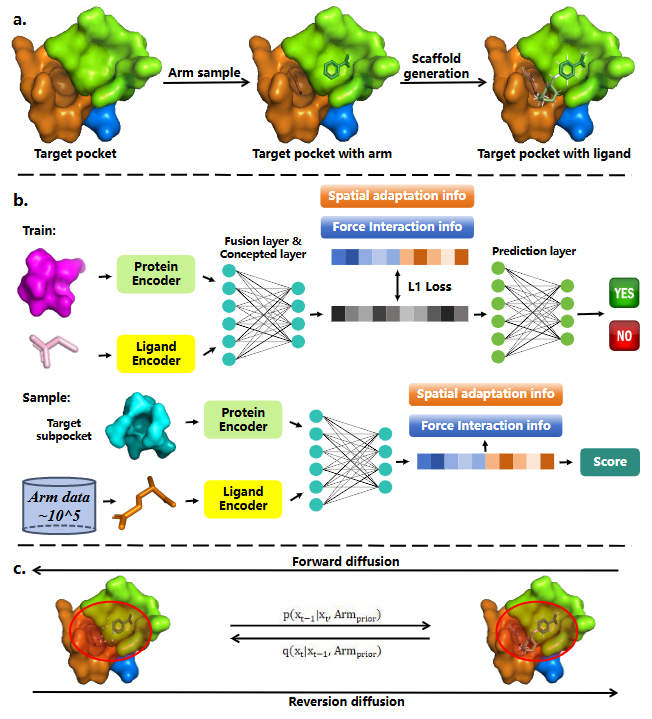 a.
Arm sample
Scaffold
generation
Target pocket
Target pocket with arm
Target pocket with ligand
b.
Spatial adaptation info
Train:
Force Interaction info
Fusion layer &
Concepted layer
Prediction layer
Protein
Encoder
L1 Loss
YES
NO
Ligand
Encoder
Sample:
Spatial adaptation info
Target
subpocket
Protein
Encoder
Force Interaction info
Score
Arm data
~10^5
Ligand
Encoder
c.
Forward diffusion
p(x_{t−1}|x_t, Arm_{prior})
q(x_t|x_{t−1}, Arm_{prior})
Reversion diffusion